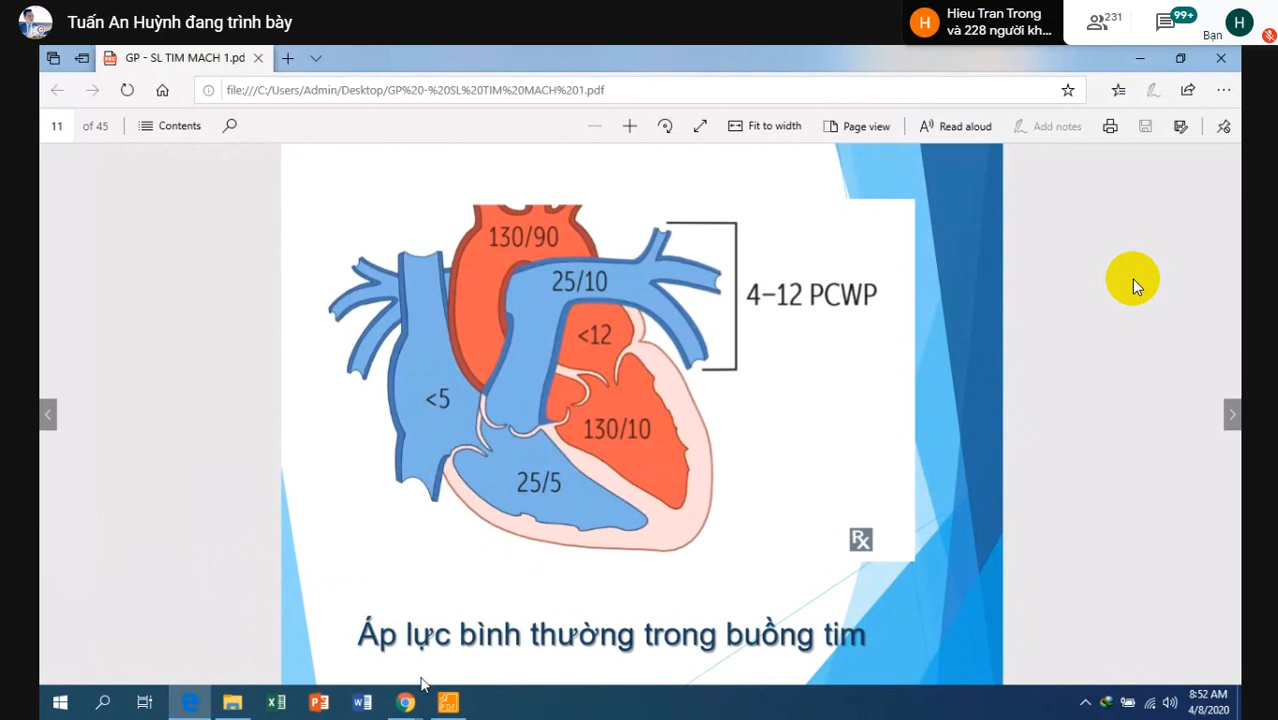 Tuấn An Huỳnh đang trình bày
Hieu Tran Trong
và 228 người kh...
H
231
99+
Bạn
H
GP - SL TIM MACH 1.pd
file:///C:/Users/Admin/Desktop/GP%20-%20SL%20TIM%20MACH%201.pdf
11 of 45
Contents
Fit to width
Page view
Read aloud
Add notes
130/90
25/10
4–12 PCWP
<12
<5
130/10
25/5
Rx
Áp lực bình thường trong buồng tim
8:52 AM
4/8/2020